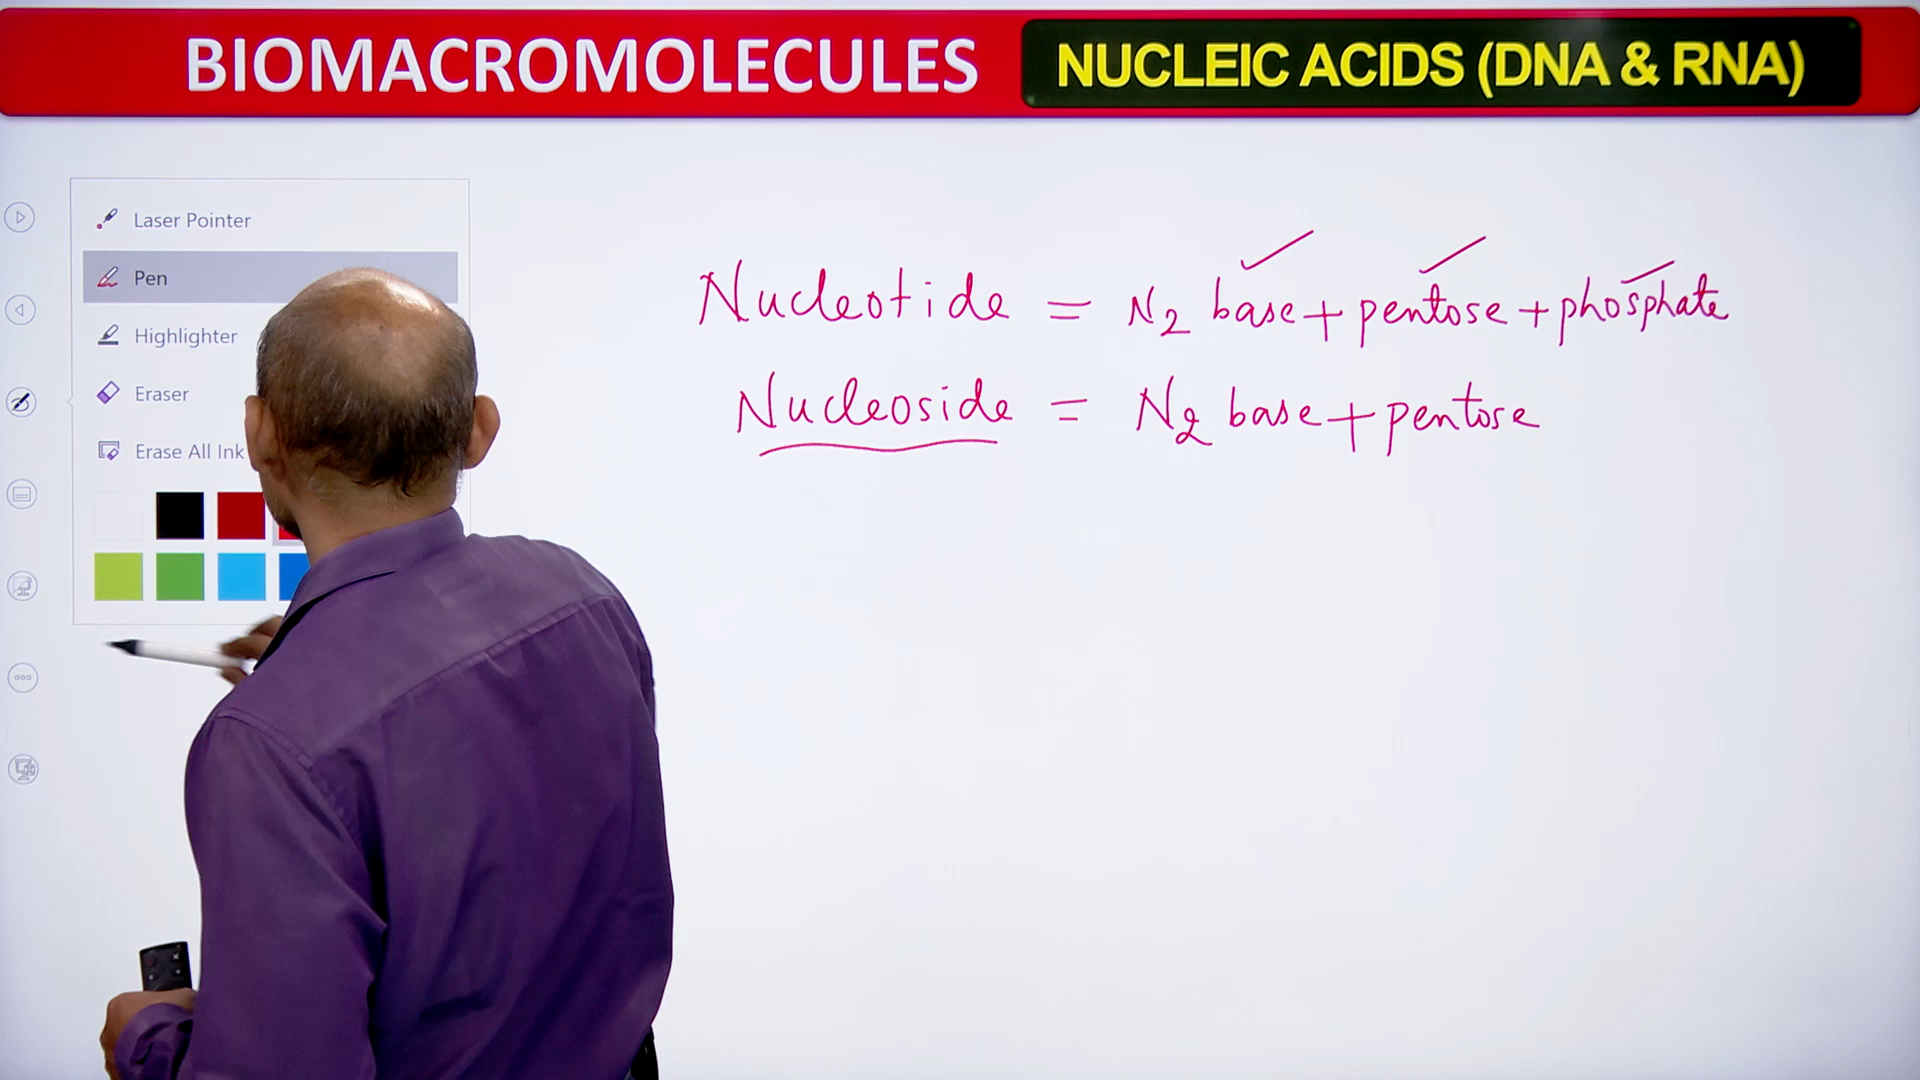 BIOMACROMOLECULES NUCLEIC ACIDS (DNA & RNA)
Laser Pointer
Pen
Highlighter
Eraser
Erase All Ink
Nucleotide = N2 base + pentose + phosphate
Nucleoside = N2 base + pentose